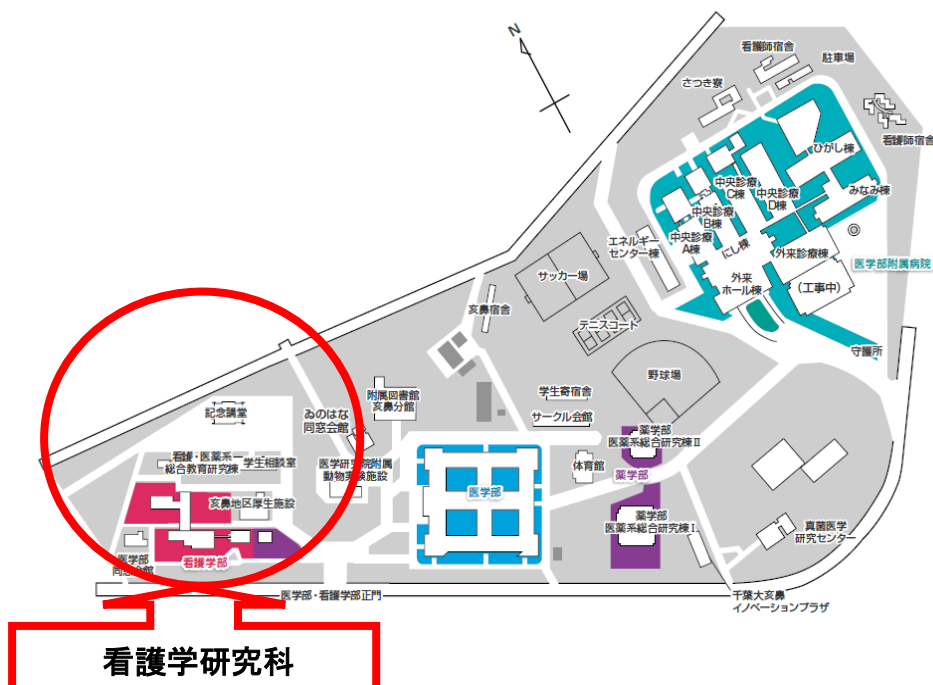 N
看護師宿舎
駐車場
さつき寮
看護師宿舎
ひがし棟
中央診療
C棟
中央診療
D棟
みなみ棟
中央診療
B棟
エネルギー
センター棟
中央診療
A棟
にし棟
外来診療棟
医学部附属病院
サッカー場
外来
ホール棟
(工事中)
亥鼻宿舎
テニスコート
守護所
野球場
学生寄宿舎
附属図書館
亥鼻分館
記念講堂
ゐのはな
同窓会館
サークル会館
薬学部
医薬系総合研究棟Ⅱ
看護・医薬系
総合教育研究棟
学生相談室
医学研究院附属
動物実験施設
体育館
薬学部
医学部
亥鼻地区厚生施設
薬学部
医薬系総合研究棟Ⅰ
真菌医学
研究センター
医学部
同窓会館
看護学部
医学部・看護学部正門
千葉大亥鼻
イノベーションプラザ
看護学研究科